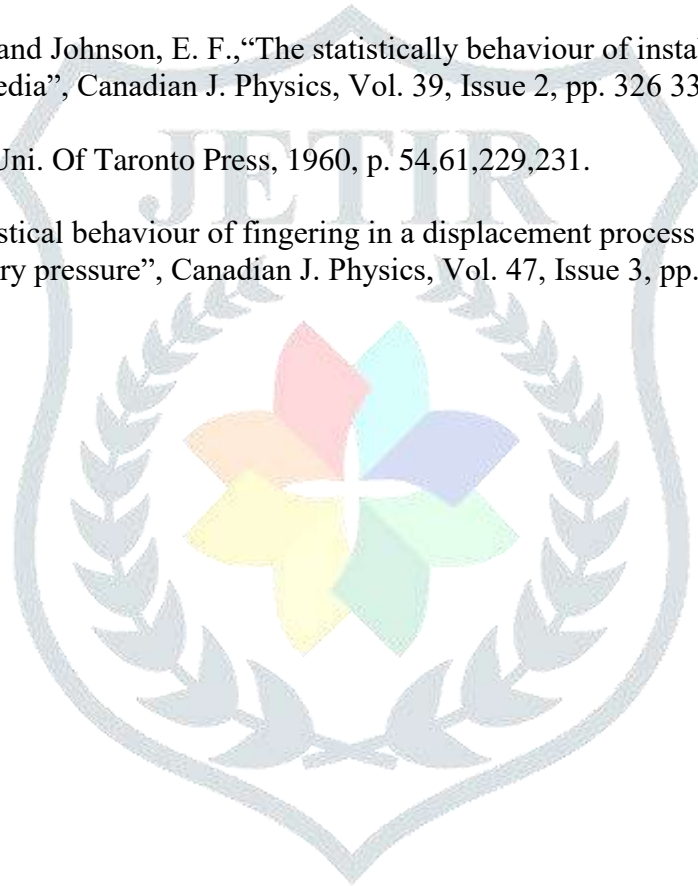 and Johnson, E. F.,“The statistically behaviour of
edia”, Canadian J. Physics, Vol. 39, Issue 2, pp. 326 33
Uni. Of Taronto Press, 1960, p. 54,61,229,231.
stical behaviour of fingering in a displacement process
ry pressure”, Canadian J. Physics, Vol. 47, Issue 3, pp.
JETIR